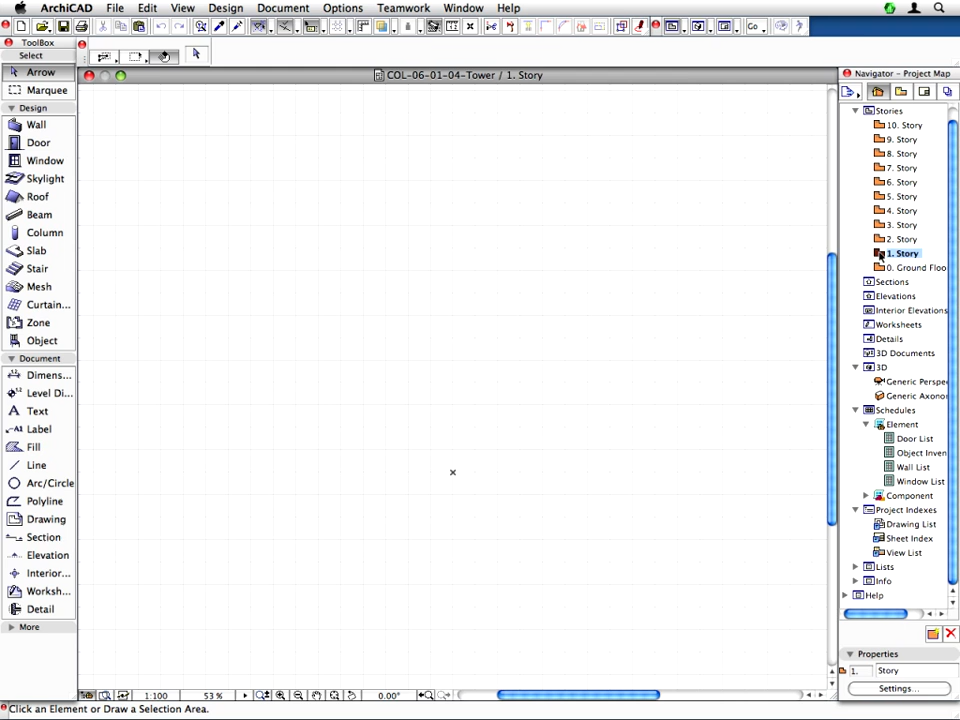 ArchiCAD File Edit View Design Document Options Teamwork Window Help
Go
ToolBox
Select
Arrow
Marquee
Design
Wall
Door
Window
Skylight
Roof
Beam
Column
Slab
Stair
Mesh
Curtain...
Zone
Object
Document
Dimens...
Level Di...
A Text
A1 Label
Fill
Line
Arc/Circle
Polyline
Drawing
Section
Elevation
Interior...
Worksh...
Detail
More
COL-06-01-04-Tower / 1. Story
1:100 53 % 0.00°
Click an Element or Draw a Selection Area.
Navigator - Project Map
Stories
10. Story
9. Story
8. Story
7. Story
6. Story
5. Story
4. Story
3. Story
2. Story
1. Story
0. Ground Floo
Sections
Elevations
Interior Elevations
Worksheets
Details
3D Documents
3D
Generic Perspe
Generic Axono
Schedules
Element
Door List
Object Inven
Wall List
Window List
Component
Project Indexes
Drawing List
Sheet Index
View List
Lists
Info
Help
Properties
1. Story
Settings...